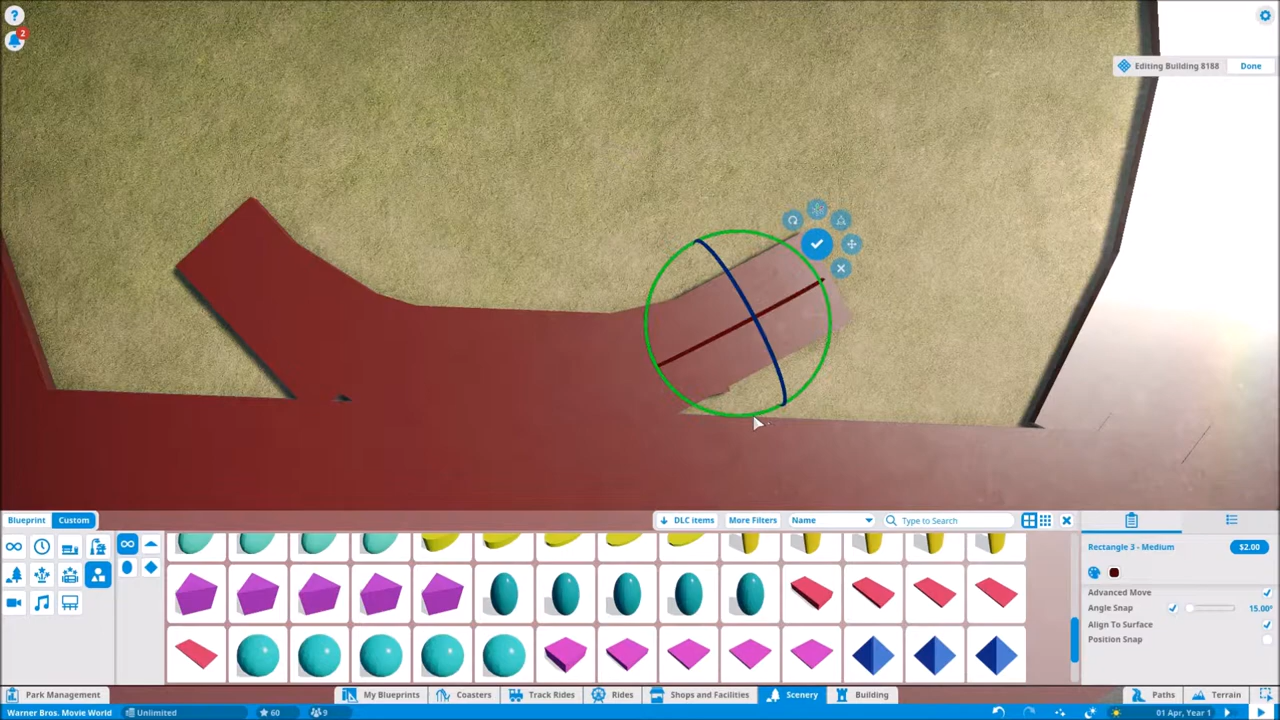 ?
2
Editing Building 8188 Done
Blueprint Custom
DLC items More Filters Name Type to Search
Rectangle 3 - Medium $2.00
Advanced Move
Angle Snap 15.00°
Align To Surface
Position Snap
Park Management My Blueprints Coasters Track Rides Rides Shops and Facilities Scenery Building Paths Terrain
Warner Bros. Movie World Unlimited 60 9 01 Apr, Year 1